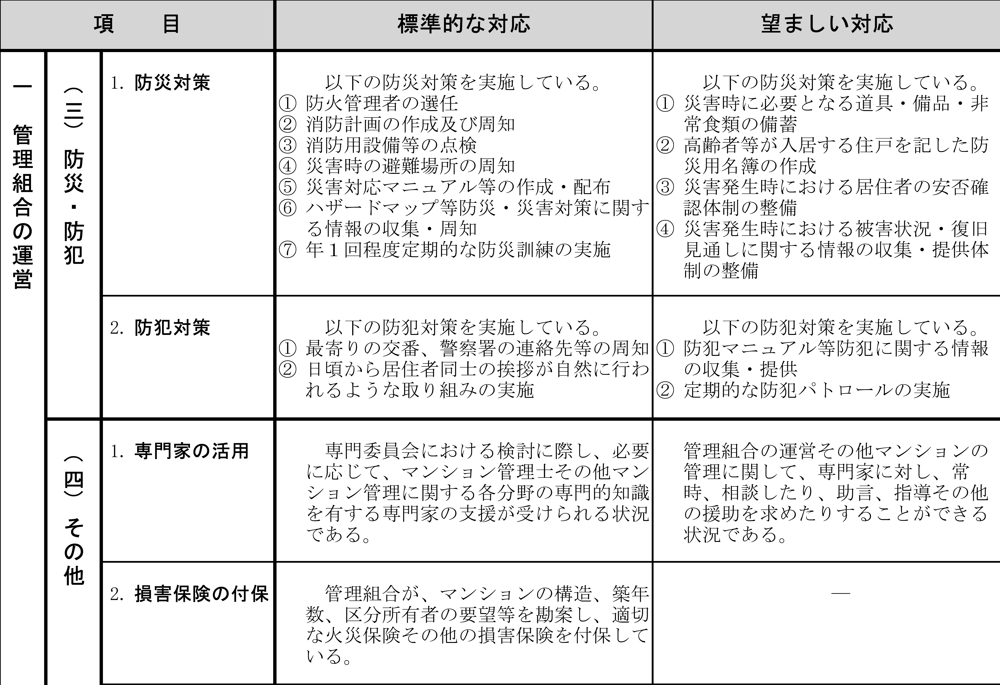 項　目
標準的な対応
望ましい対応
一　管理組合の運営
（三）防災・防犯
1. 防災対策
以下の防災対策を実施している。
① 防火管理者の選任
② 消防計画の作成及び周知
③ 消防用設備等の点検
④ 災害時の避難場所の周知
⑤ 災害対応マニュアル等の作成・配布
⑥ ハザードマップ等防災・災害対策に関す
る情報の収集・周知
⑦ 年１回程度定期的な防災訓練の実施
以下の防災対策を実施している。
① 災害時に必要となる道具・備品・非
常食類の備蓄
② 高齢者等が入居する住戸を記した防
災用名簿の作成
③ 災害発生時における居住者の安否確
認体制の整備
④ 災害発生時における被害状況・復旧
見通しに関する情報の収集・提供体
制の整備
2. 防犯対策
以下の防犯対策を実施している。
① 最寄りの交番、警察署の連絡先等の周知
② 日頃から居住者同士の挨拶が自然に行わ
れるような取り組みの実施
以下の防犯対策を実施している。
① 防犯マニュアル等防犯に関する情報
の収集・提供
② 定期的な防犯パトロールの実施
（四）その他
1. 専門家の活用
専門委員会における検討に際し、必要
に応じて、マンション管理士その他マン
ション管理に関する各分野の専門的知識
を有する専門家の支援が受けられる状況
である。
管理組合の運営その他マンションの
管理に関して、専門家に対し、常
時、相談したり、助言、指導その他
の援助を求めたりすることができる
状況である。
2. 損害保険の付保
管理組合が、マンションの構造、築年
数、区分所有者の要望等を勘案し、適切
な火災保険その他の損害保険を付保して
いる。
―